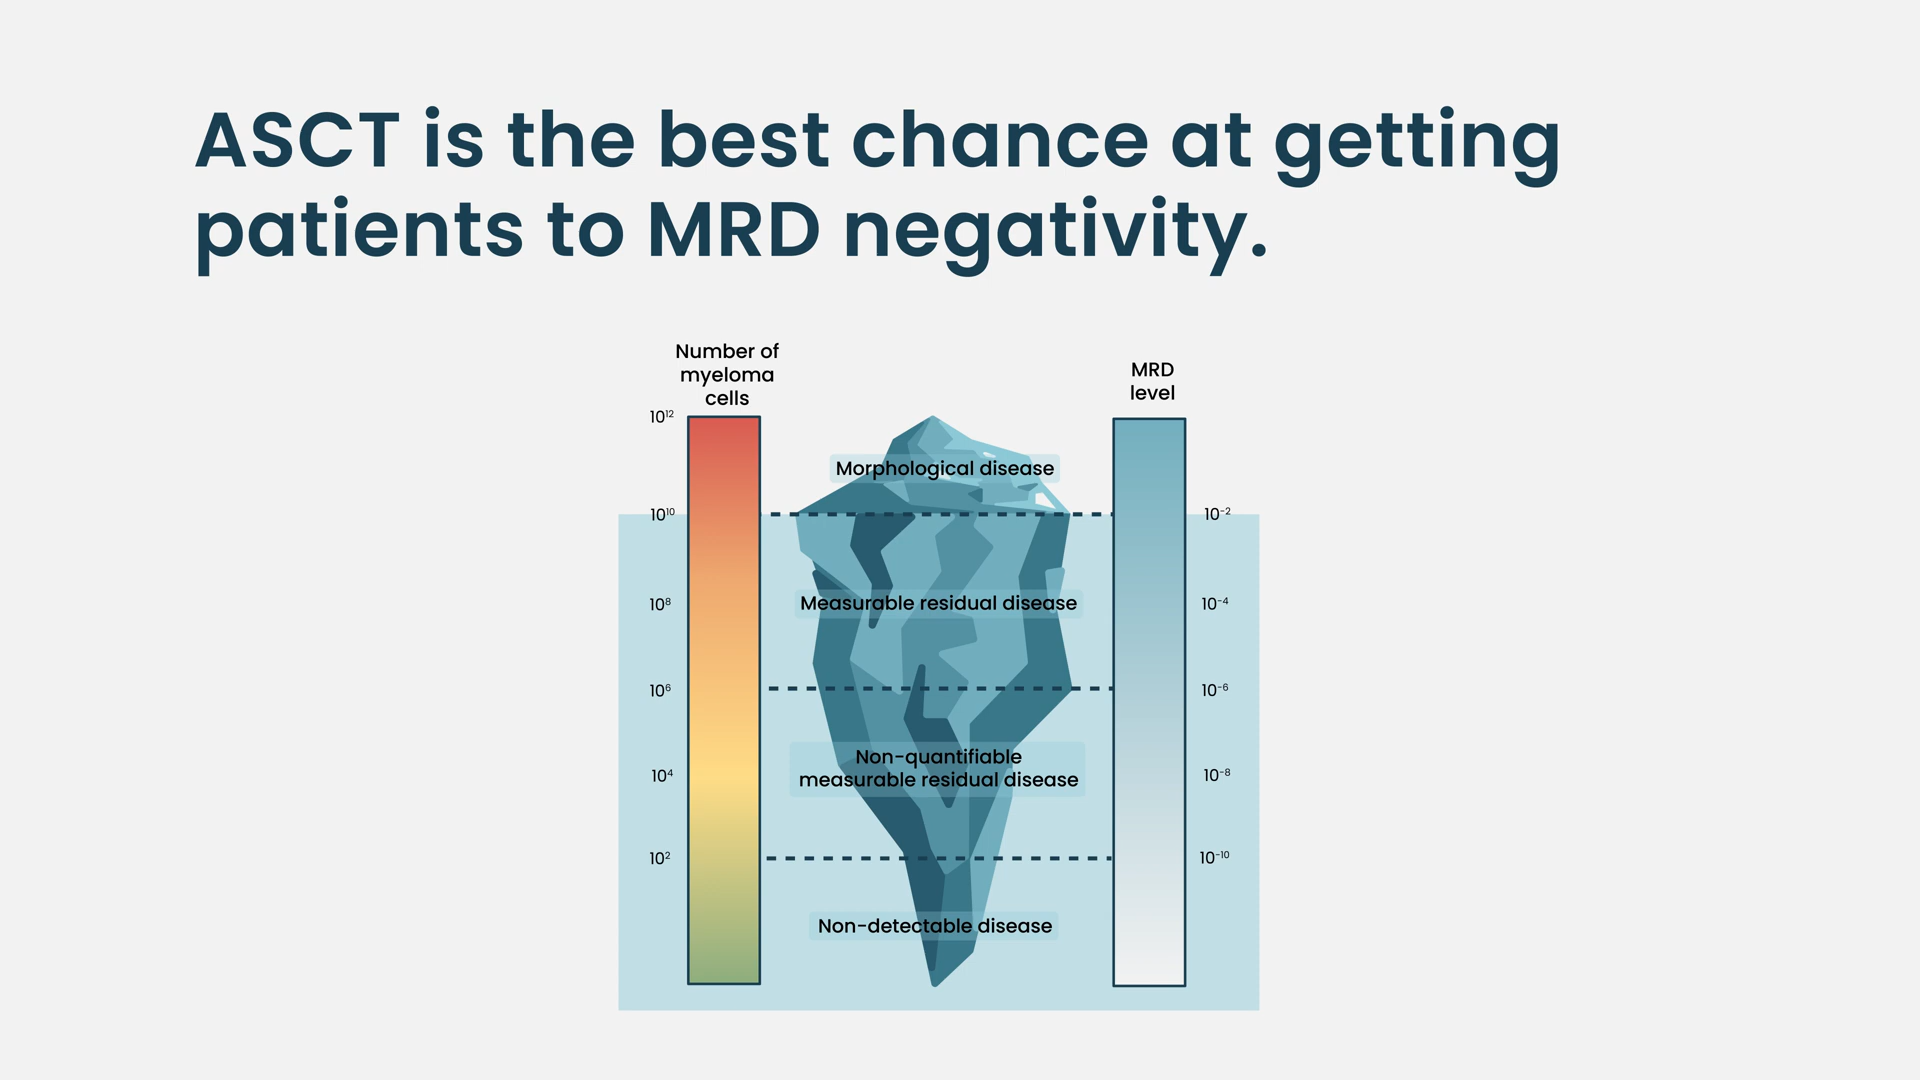 ASCT is the best chance at getting
patients to MRD negativity.
Number of
myeloma
cells
MRD
level
10¹²
Morphological disease
10¹⁰
10⁻²
10⁸
Measurable residual disease
10⁻⁴
10⁶
10⁻⁶
Non-quantifiable
measurable residual disease
10⁴
10⁻⁸
10²
10⁻¹⁰
Non-detectable disease